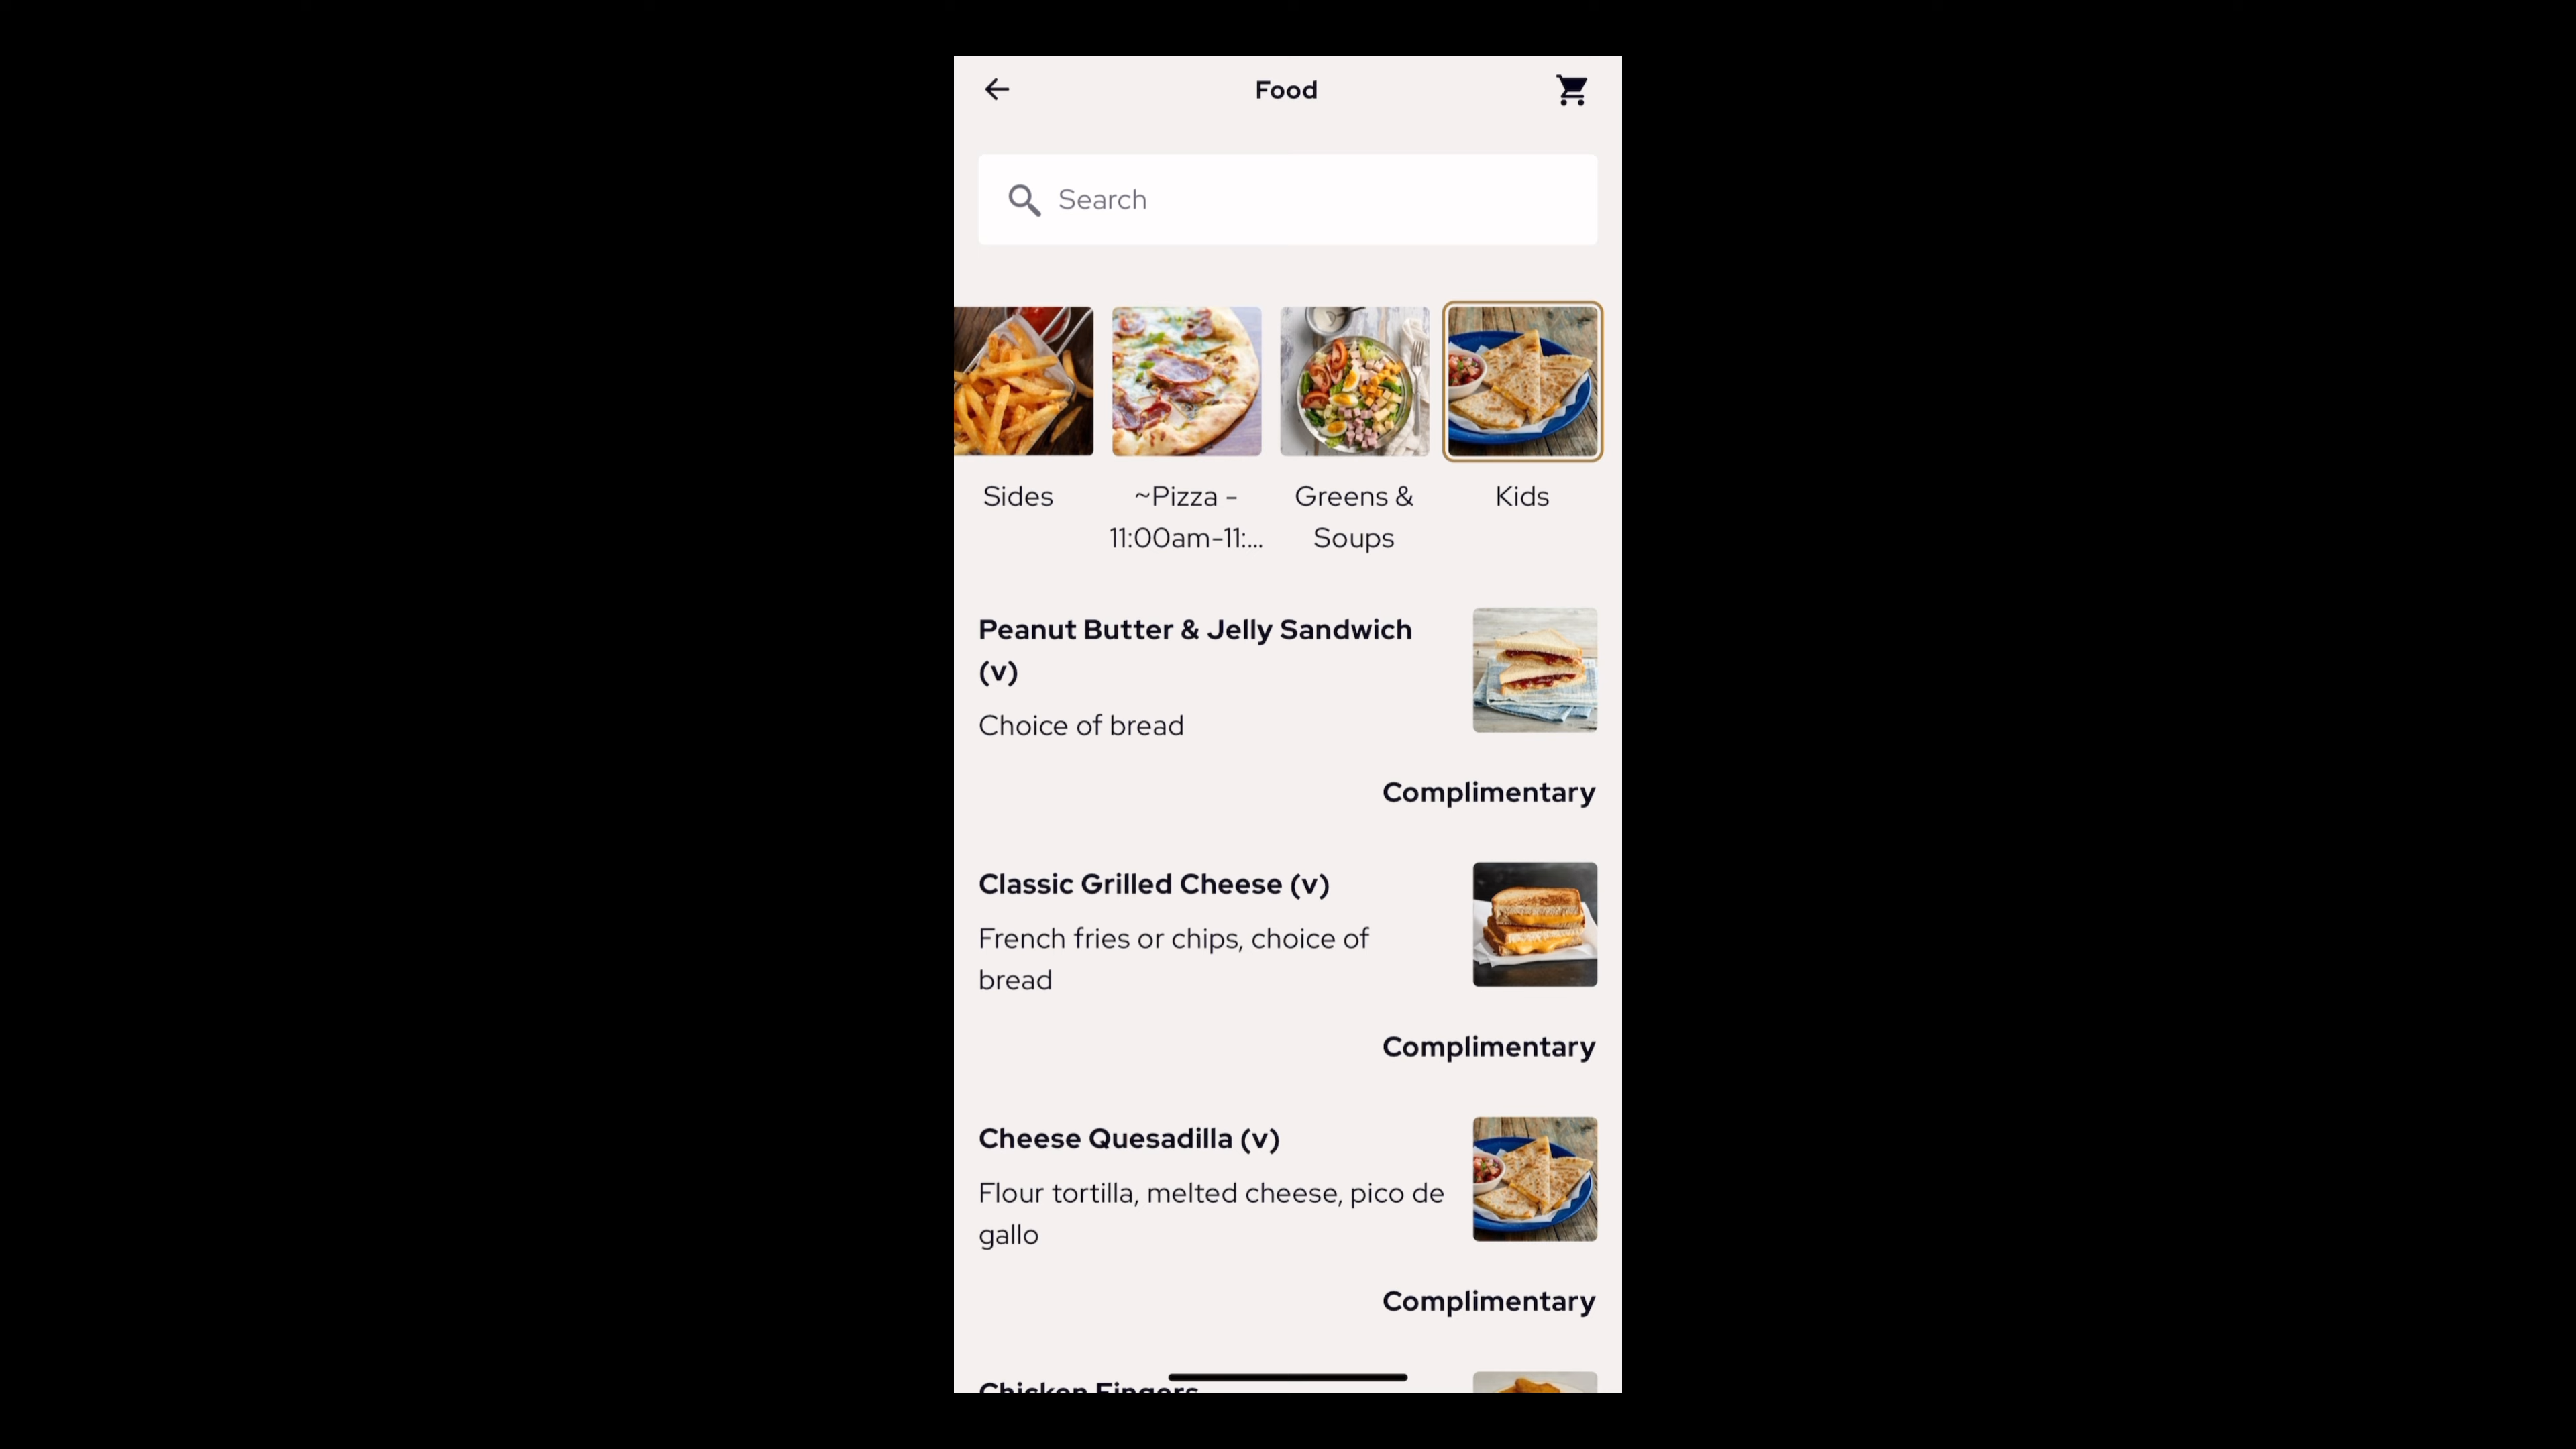 Food
Search
Sides
~Pizza -
11:00am-11:...
Greens &
Soups
Kids
Peanut Butter & Jelly Sandwich
(v)
Choice of bread
Complimentary
Classic Grilled Cheese (v)
French fries or chips, choice of
bread
Complimentary
Cheese Quesadilla (v)
Flour tortilla, melted cheese, pico de
gallo
Complimentary
Chicken Fingers